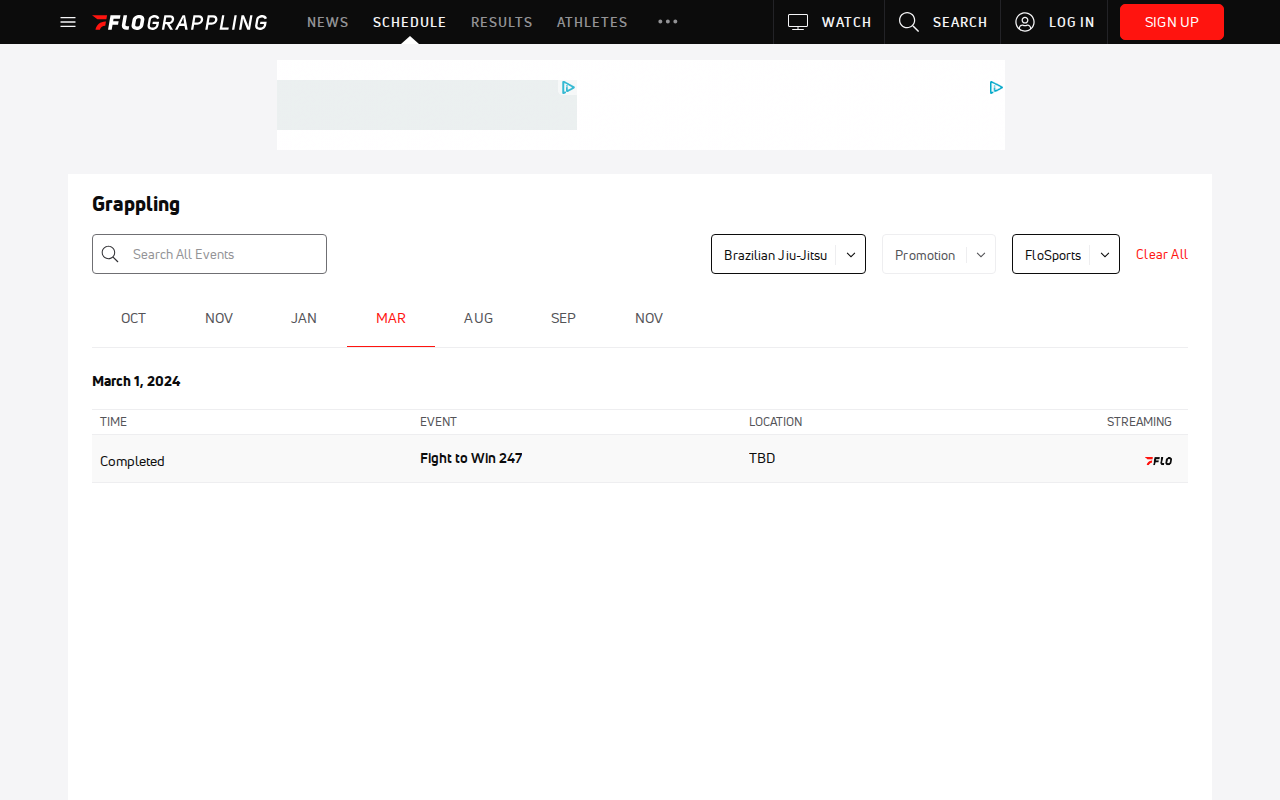 FLOGRAPPLING NEWS SCHEDULE RESULTS ATHLETES WATCH SEARCH LOG IN SIGN UP
Grappling
Search All Events Brazilian Jiu-Jitsu Promotion FloSports Clear All
OCT NOV JAN MAR AUG SEP NOV
March 1, 2024
TIME EVENT LOCATION STREAMING
Completed Fight to Win 247 TBD FLO